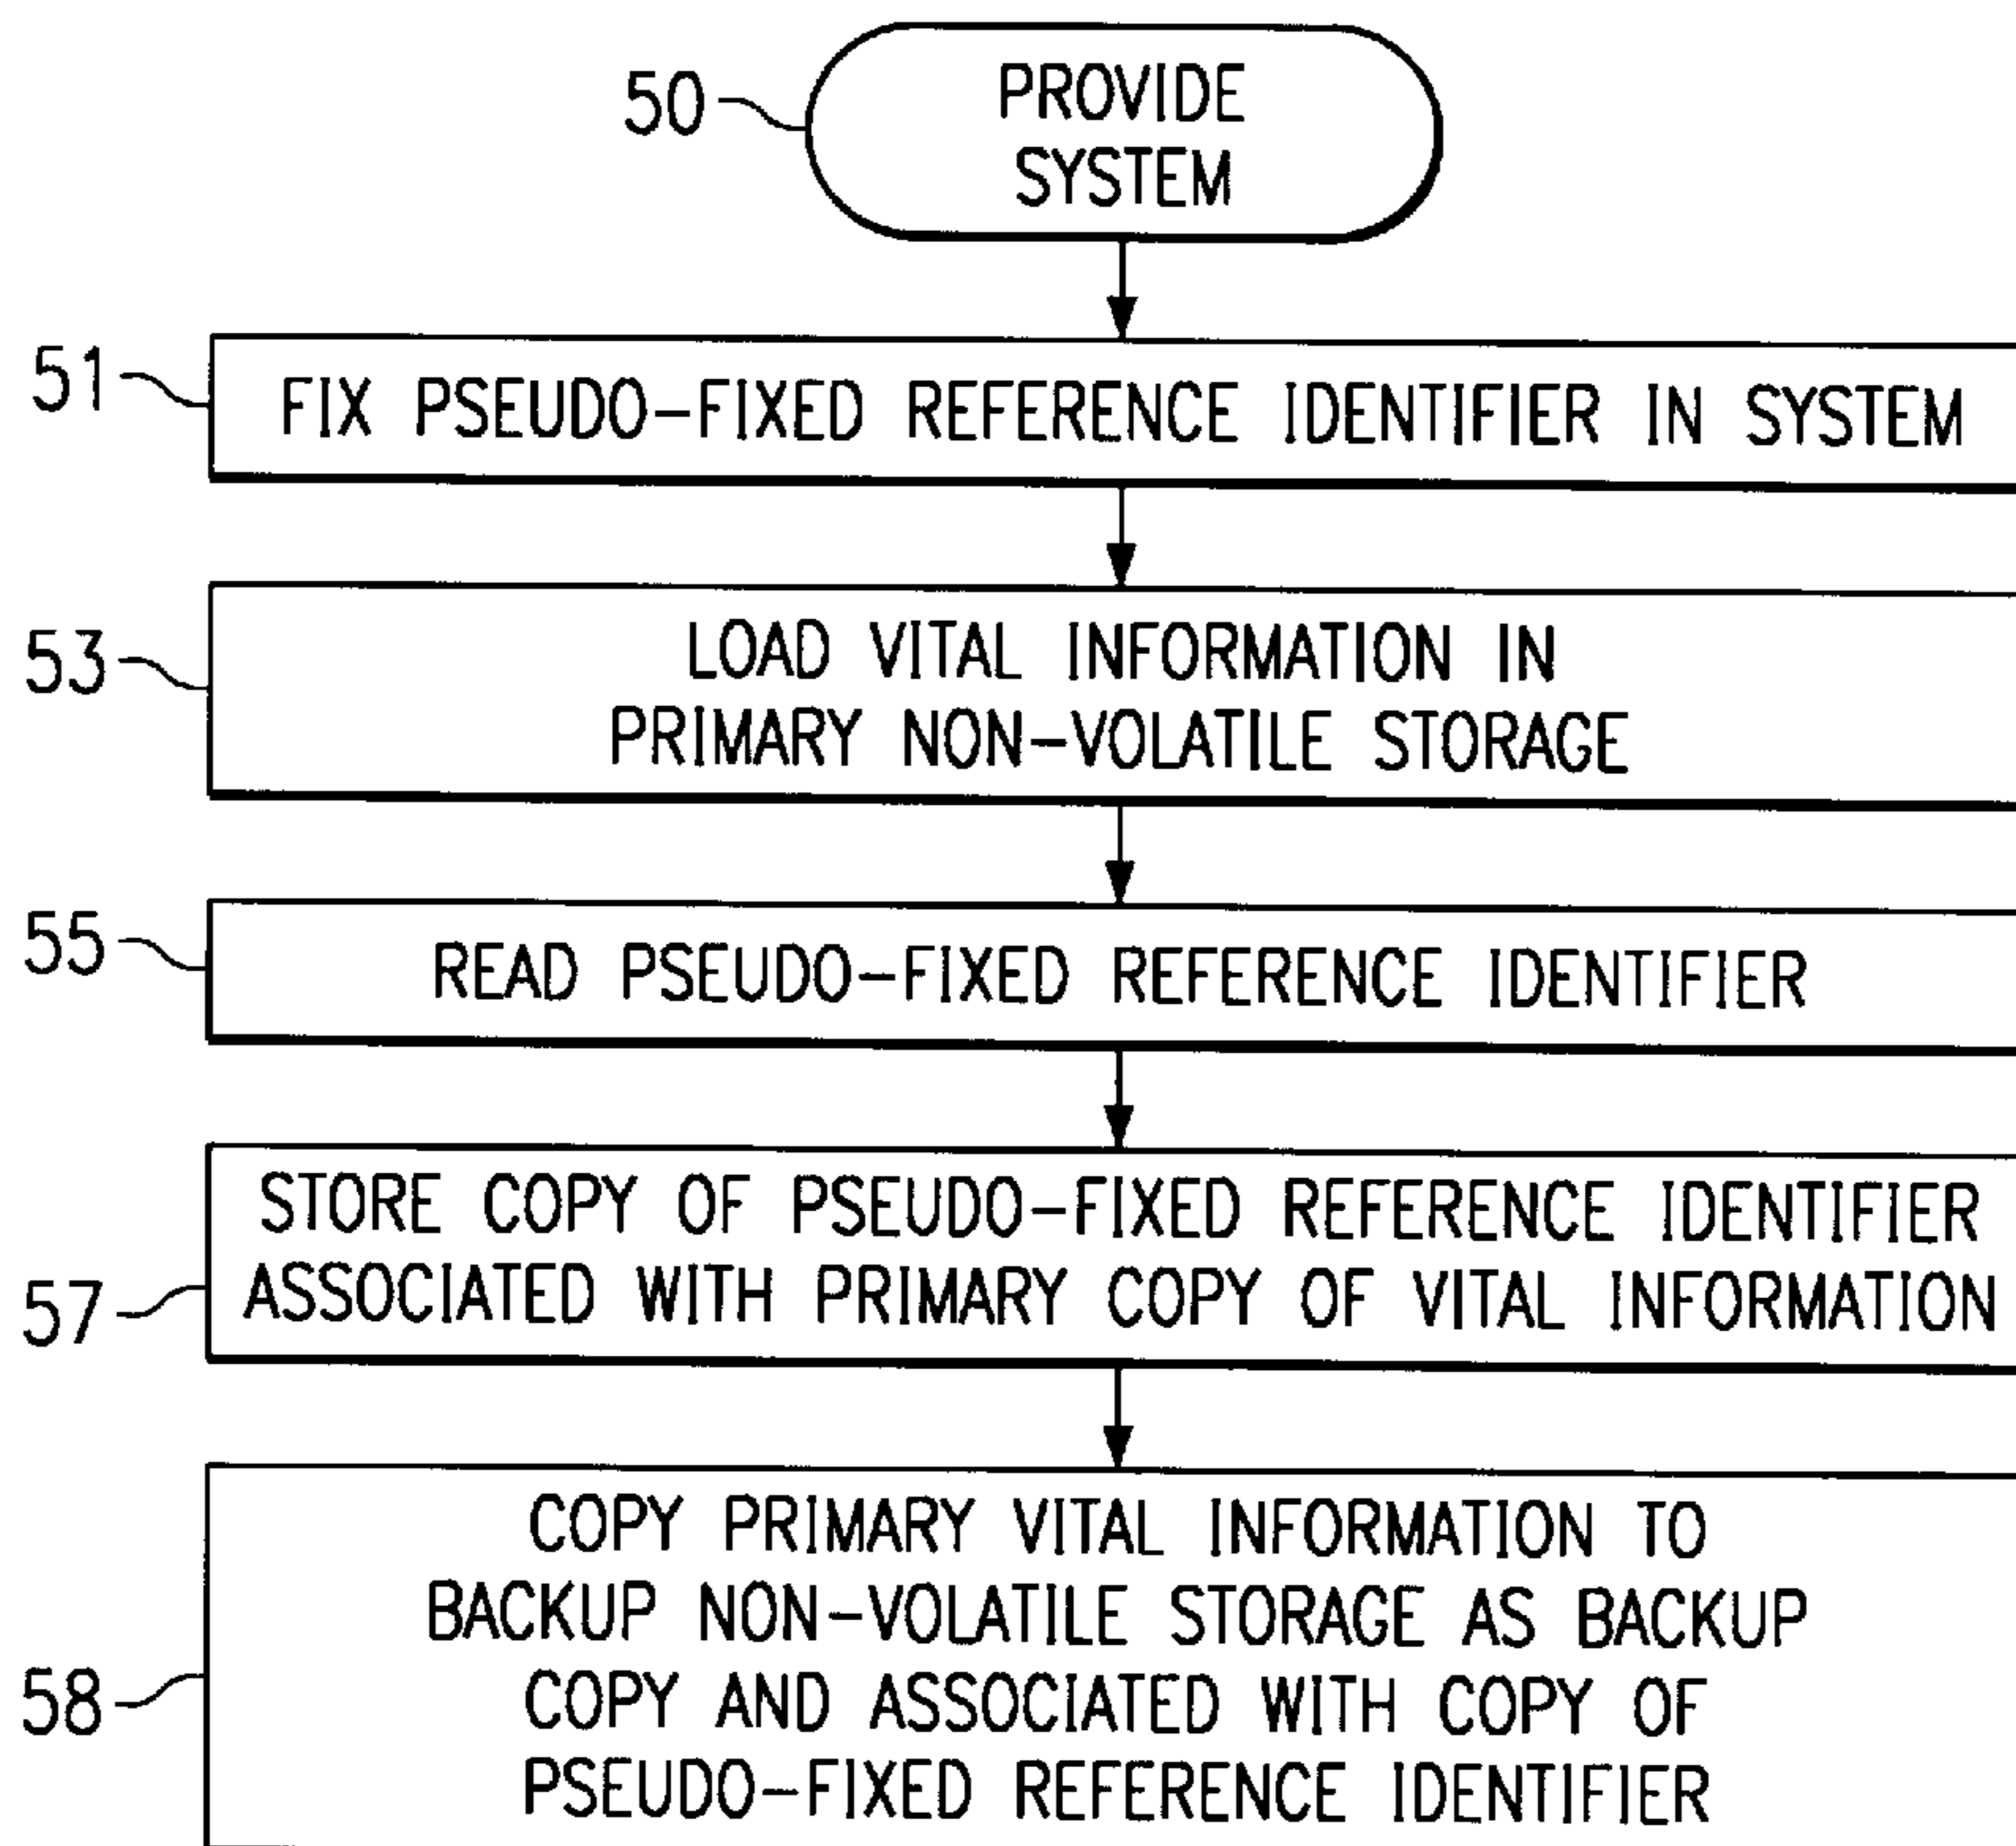 50
PROVIDE
SYSTEM
51
FIX PSEUDO-FIXED REFERENCE IDENTIFIER IN SYSTEM
53
LOAD VITAL INFORMATION IN
PRIMARY NON-VOLATILE STORAGE
55
READ PSEUDO-FIXED REFERENCE IDENTIFIER
57
STORE COPY OF PSEUDO-FIXED REFERENCE IDENTIFIER
ASSOCIATED WITH PRIMARY COPY OF VITAL INFORMATION
58
COPY PRIMARY VITAL INFORMATION TO
BACKUP NON-VOLATILE STORAGE AS BACKUP
COPY AND ASSOCIATED WITH COPY OF
PSEUDO-FIXED REFERENCE IDENTIFIER